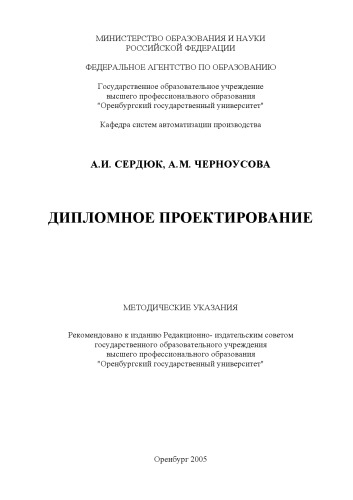 МИНИСТЕРСТВО ОБРАЗОВАНИЯ И НАУКИ
РОССИЙСКОЙ ФЕДЕРАЦИИ
ФЕДЕРАЛЬНОЕ АГЕНТСТВО ПО ОБРАЗОВАНИЮ
Государственное образовательное учреждение
высшего профессионального образования
"Оренбургский государственный университет"
Кафедра систем автоматизации производства
А.И. СЕРДЮК, А.М. ЧЕРНОУСОВА
ДИПЛОМНОЕ ПРОЕКТИРОВАНИЕ
МЕТОДИЧЕСКИЕ УКАЗАНИЯ
Рекомендовано к изданию Редакционно- издательским советом
государственного образовательного учреждения
высшего профессионального образования
"Оренбургский государственный университет"
Оренбург 2005